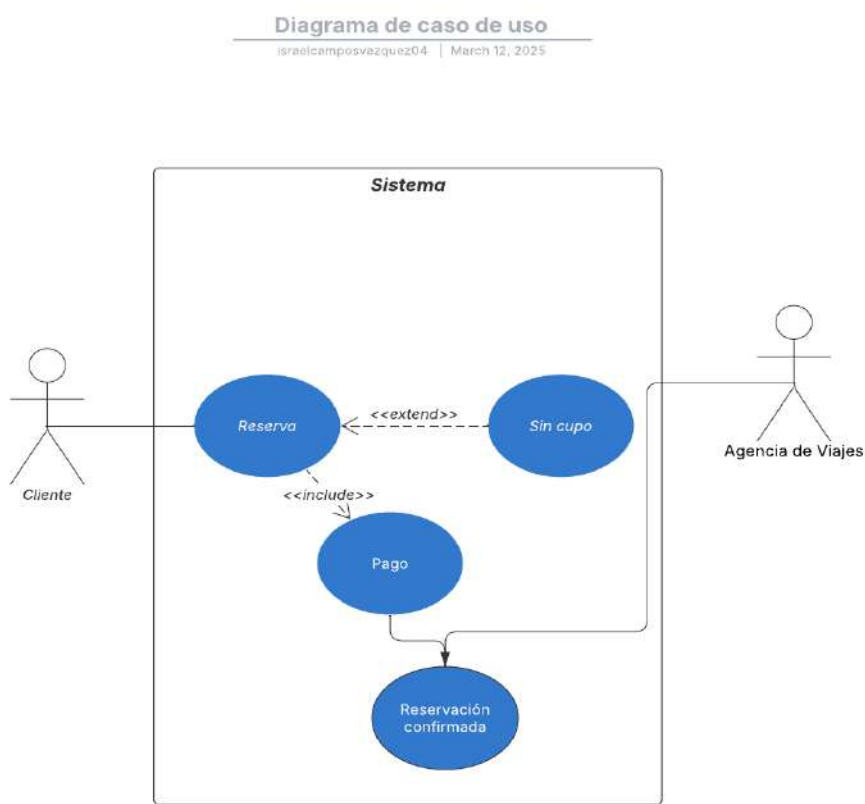 Diagrama de caso de uso
israelcamposvazquez04 | March 12, 2025
Sistema
Reserva
<<extend>>
Sin cupo
Cliente
Agencia de Viajes
<<include>>
Pago
Reservación
confirmada